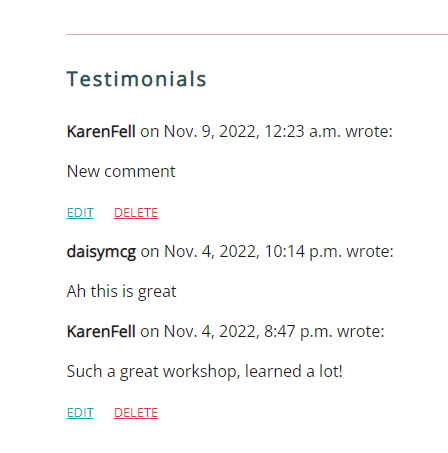 Testimonials
KarenFell on Nov. 9, 2022, 12:23 a.m. wrote:
New comment
EDIT DELETE
daisymcg on Nov. 4, 2022, 10:14 p.m. wrote:
Ah this is great
KarenFell on Nov. 4, 2022, 8:47 p.m. wrote:
Such a great workshop, learned a lot!
EDIT DELETE